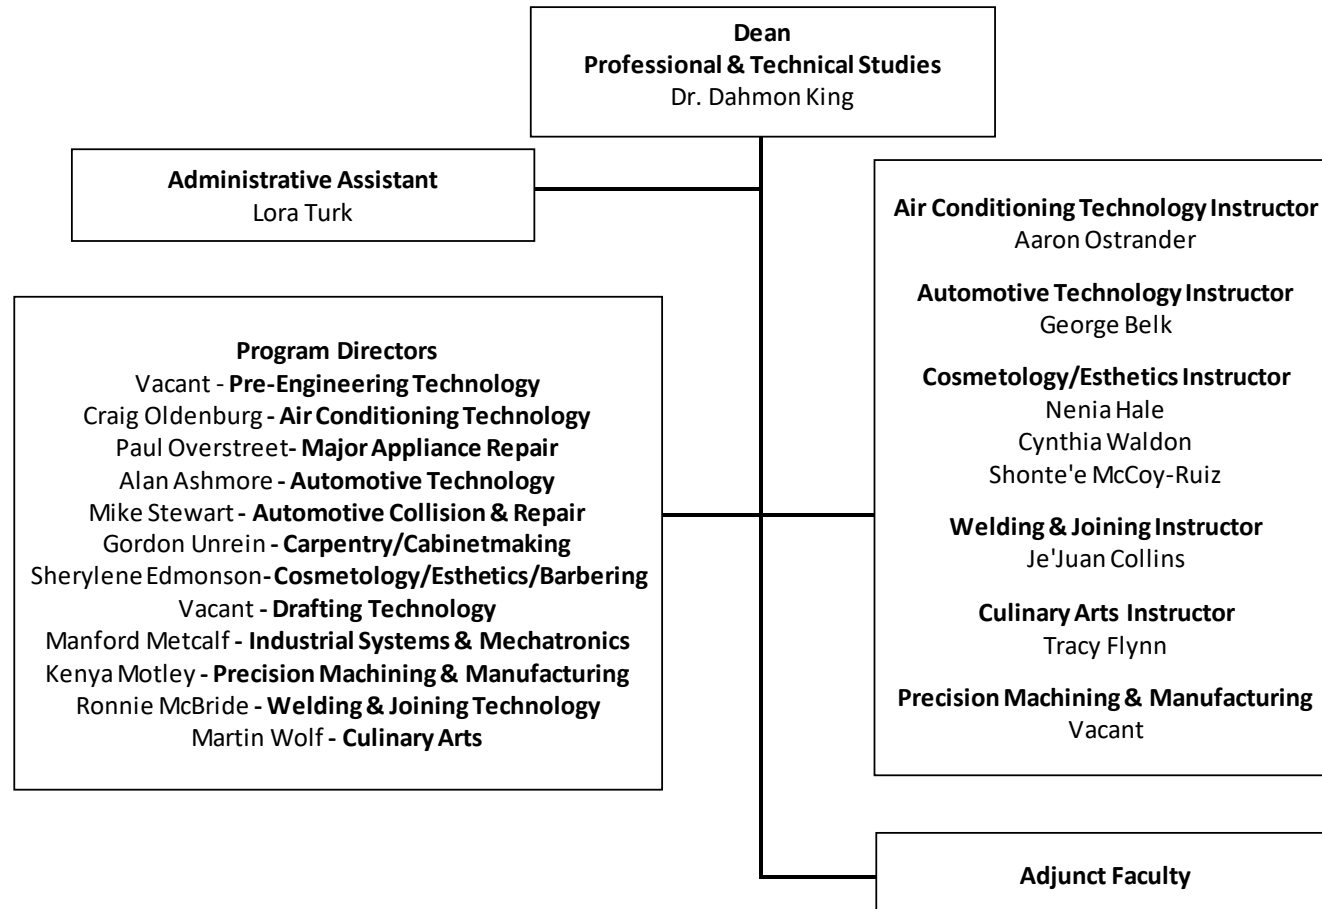 Dean
Professional & Technical Studies
Dr. Dahmon King
Administrative Assistant
Lora Turk
Program Directors
Vacant - Pre-Engineering Technology
Craig Oldenburg - Air Conditioning Technology
Paul Overstreet- Major Appliance Repair
Alan Ashmore - Automotive Technology
Mike Stewart - Automotive Collision & Repair
Gordon Unrein - Carpentry/Cabinetmaking
Sherylene Edmonson- Cosmetology/Esthetics/Barbering
Vacant - Drafting Technology
Manford Metcalf - Industrial Systems & Mechatronics
Kenya Motley - Precision Machining & Manufacturing
Ronnie McBride - Welding & Joining Technology
Martin Wolf - Culinary Arts
Air Conditioning Technology Instructor
Aaron Ostrander
Automotive Technology Instructor
George Belk
Cosmetology/Esthetics Instructor
Nenia Hale
Cynthia Waldon
Shonte'e McCoy-Ruiz
Welding & Joining Instructor
Je'Juan Collins
Culinary Arts Instructor
Tracy Flynn
Precision Machining & Manufacturing
Vacant
Adjunct Faculty